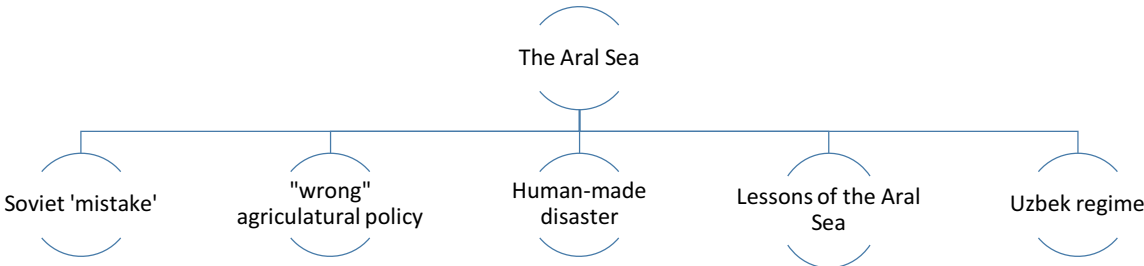 The Aral Sea
Soviet 'mistake'
"wrong"
agriculatural policy
Human-made
disaster
Lessons of the Aral
Sea
Uzbek regime